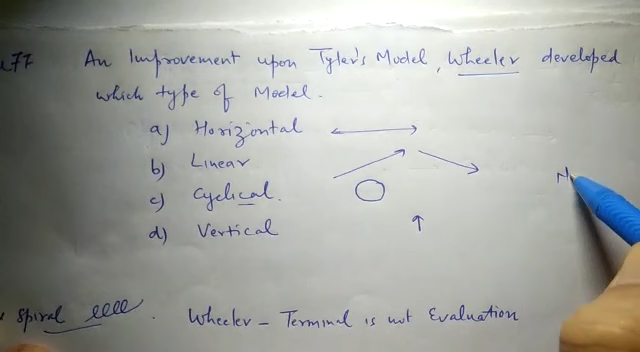 77 An Improvement upon Tyler's Model, Wheeler developed
which type of Model.
a) Horizontal
b) Linear
c) Cyclical.
d) Vertical
Spiral . Wheeler - Terminal is not Evaluation